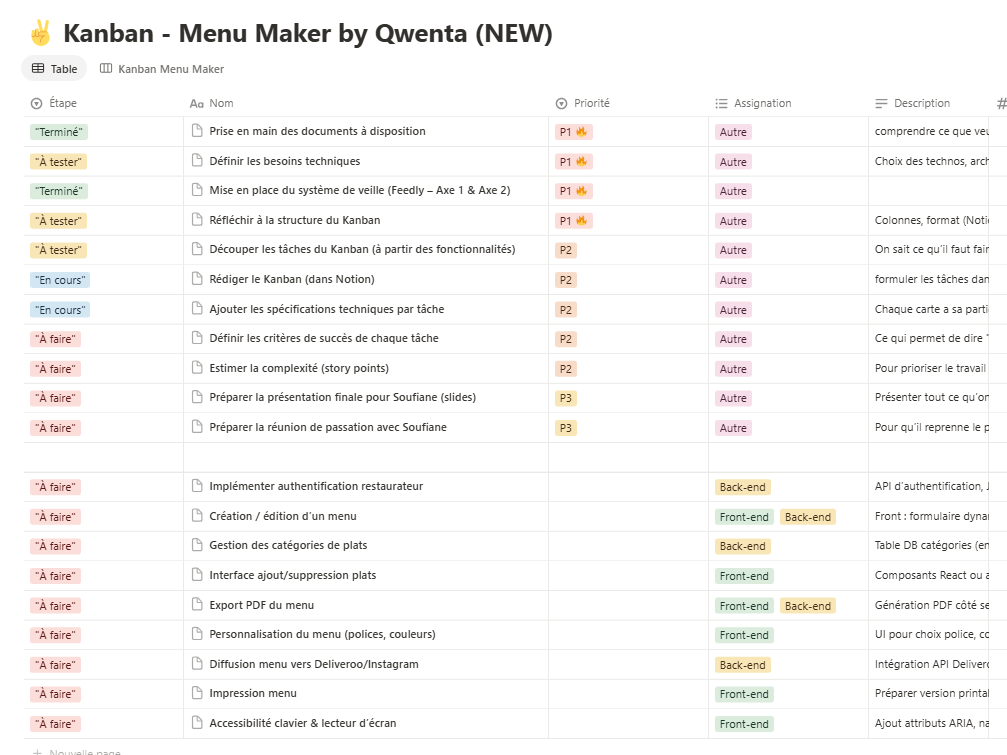 ✌️ Kanban - Menu Maker by Qwenta (NEW)
Table Kanban Menu Maker
Étape Aa Nom Priorité Assignation Description #
"Terminé" Prise en main des documents à disposition P1 🔥 Autre comprendre ce que veu
"À tester" Définir les besoins techniques P1 🔥 Autre Choix des technos, arch
"Terminé" Mise en place du système de veille (Feedly – Axe 1 & Axe 2) P1 🔥 Autre
"À tester" Réfléchir à la structure du Kanban P1 🔥 Autre Colonnes, format (Noti
"À tester" Découper les tâches du Kanban (à partir des fonctionnalités) P2 Autre On sait ce qu'il faut fair
"En cours" Rédiger le Kanban (dans Notion) P2 Autre formuler les tâches dan
"En cours" Ajouter les spécifications techniques par tâche P2 Autre Chaque carte a sa parti
"À faire" Définir les critères de succès de chaque tâche P2 Autre Ce qui permet de dire "
"À faire" Estimer la complexité (story points) P2 Autre Pour prioriser le travail
"À faire" Préparer la présentation finale pour Soufiane (slides) P3 Autre Présenter tout ce qu'on
"À faire" Préparer la réunion de passation avec Soufiane P3 Autre Pour qu'il reprenne le p
"À faire" Implémenter authentification restaurateur Back-end API d'authentification, J
"À faire" Création / édition d'un menu Front-end Back-end Front : formulaire dynar
"À faire" Gestion des catégories de plats Back-end Table DB catégories (en
"À faire" Interface ajout/suppression plats Front-end Composants React ou a
"À faire" Export PDF du menu Front-end Back-end Génération PDF côté se
"À faire" Personnalisation du menu (polices, couleurs) Front-end UI pour choix police, co
"À faire" Diffusion menu vers Deliveroo/Instagram Back-end Intégration API Delivero
"À faire" Impression menu Front-end Préparer version printal
"À faire" Accessibilité clavier & lecteur d'écran Front-end Ajout attributs ARIA, na
+ Nouvelle page